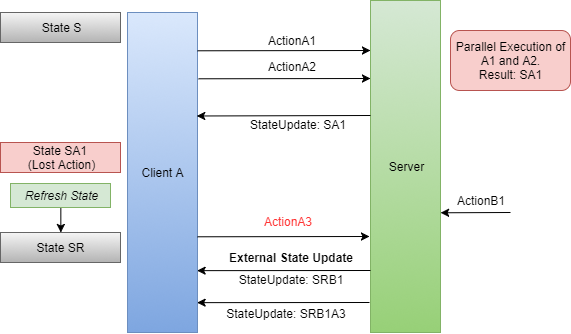 State S
ActionA1
ActionA2
Parallel Execution of
A1 and A2.
Result: SA1
StateUpdate: SA1
State SA1
(Lost Action)
Client A
Server
Refresh State
ActionB1
ActionA3
State SR
External State Update
StateUpdate: SRB1
StateUpdate: SRB1A3